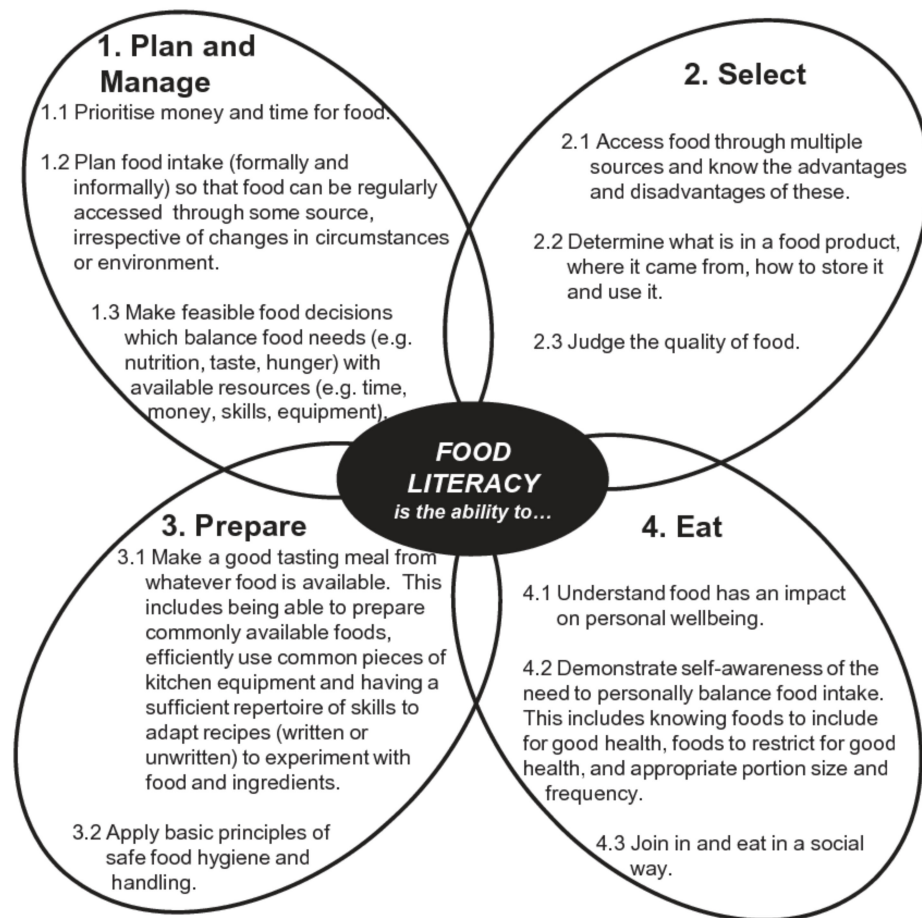 1. Plan and
Manage
1.1 Prioritise money and time for food.
1.2 Plan food intake (formally and
informally) so that food can be regularly
accessed through some source,
irrespective of changes in circumstances
or environment.
1.3 Make feasible food decisions
which balance food needs (e.g.
nutrition, taste, hunger) with
available resources (e.g. time,
money, skills, equipment).
2. Select
2.1 Access food through multiple
sources and know the advantages
and disadvantages of these.
2.2 Determine what is in a food product,
where it came from, how to store it
and use it.
2.3 Judge the quality of food.
FOOD
LITERACY
is the ability to…
3. Prepare
3.1 Make a good tasting meal from
whatever food is available. This
includes being able to prepare
commonly available foods,
efficiently use common pieces of
kitchen equipment and having a
sufficient repertoire of skills to
adapt recipes (written or
unwritten) to experiment with
food and ingredients.
3.2 Apply basic principles of
safe food hygiene and
handling.
4. Eat
4.1 Understand food has an impact
on personal wellbeing.
4.2 Demonstrate self-awareness of the
need to personally balance food intake.
This includes knowing foods to include
for good health, foods to restrict for good
health, and appropriate portion size and
frequency.
4.3 Join in and eat in a social
way.